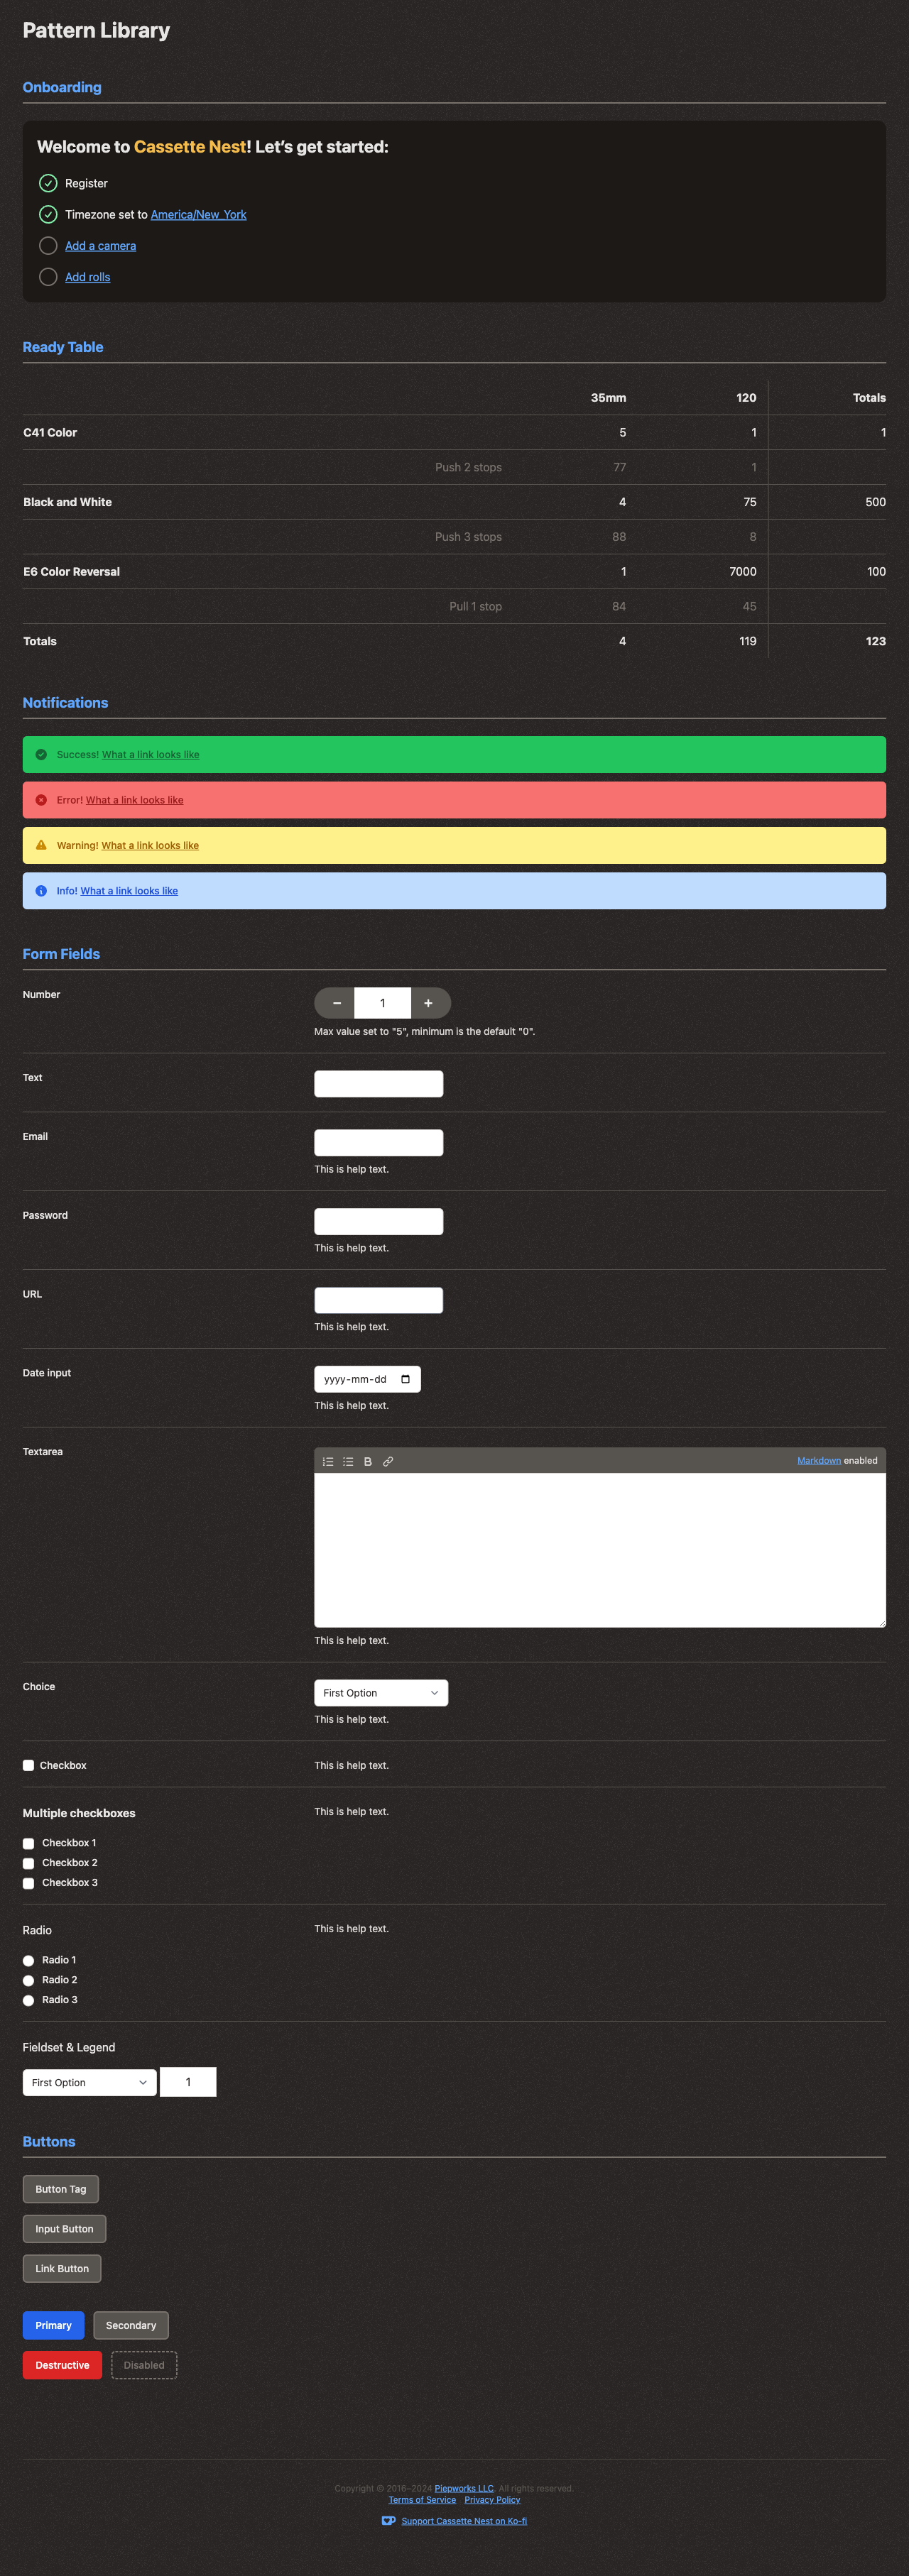 Pattern Library
Onboarding
Welcome to Cassette Nest! Let’s get started:
Register
Timezone set to America/New_York
Add a camera
Add rolls
Ready Table
35mm 120 Totals
C41 Color 5 1 1
Push 2 stops 77 1
Black and White 4 75 500
Push 3 stops 88 8
E6 Color Reversal 1 7000 100
Pull 1 stop 84 45
Totals 4 119 123
Notifications
Success! What a link looks like
Error! What a link looks like
Warning! What a link looks like
Info! What a link looks like
Form Fields
Number
− 1 +
Max value set to "5", minimum is the default "0".
Text
Email
This is help text.
Password
This is help text.
URL
This is help text.
Date input
yyyy-mm-dd
This is help text.
Textarea
B Markdown enabled
This is help text.
Choice
First Option
This is help text.
Checkbox This is help text.
Multiple checkboxes This is help text.
Checkbox 1
Checkbox 2
Checkbox 3
Radio This is help text.
Radio 1
Radio 2
Radio 3
Fieldset & Legend
First Option 1
Buttons
Button Tag
Input Button
Link Button
Primary Secondary
Destructive Disabled
Copyright © 2016–2024 Piepworks LLC. All rights reserved.
Terms of Service Privacy Policy
Support Cassette Nest on Ko-fi